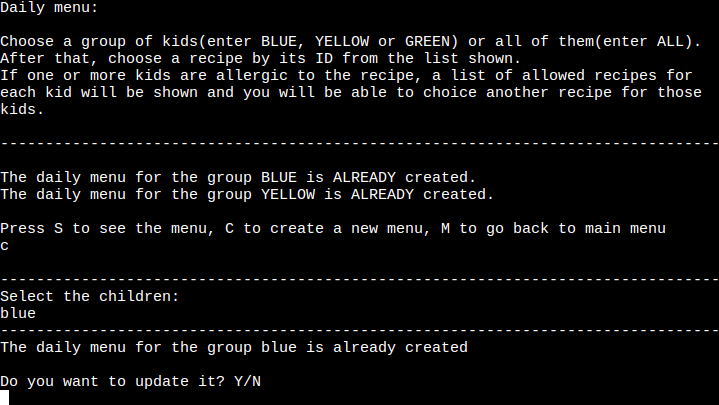 Daily menu:
Choose a group of kids(enter BLUE, YELLOW or GREEN) or all of them(enter ALL).
After that, choose a recipe by its ID from the list shown.
If one or more kids are allergic to the recipe, a list of allowed recipes for
each kid will be shown and you will be able to choice another recipe for those
kids.
--------------------------------------------------------------------------------
The daily menu for the group BLUE is ALREADY created.
The daily menu for the group YELLOW is ALREADY created.
Press S to see the menu, C to create a new menu, M to go back to main menu
c
--------------------------------------------------------------------------------
Select the children:
blue
--------------------------------------------------------------------------------
The daily menu for the group blue is already created
Do you want to update it? Y/N